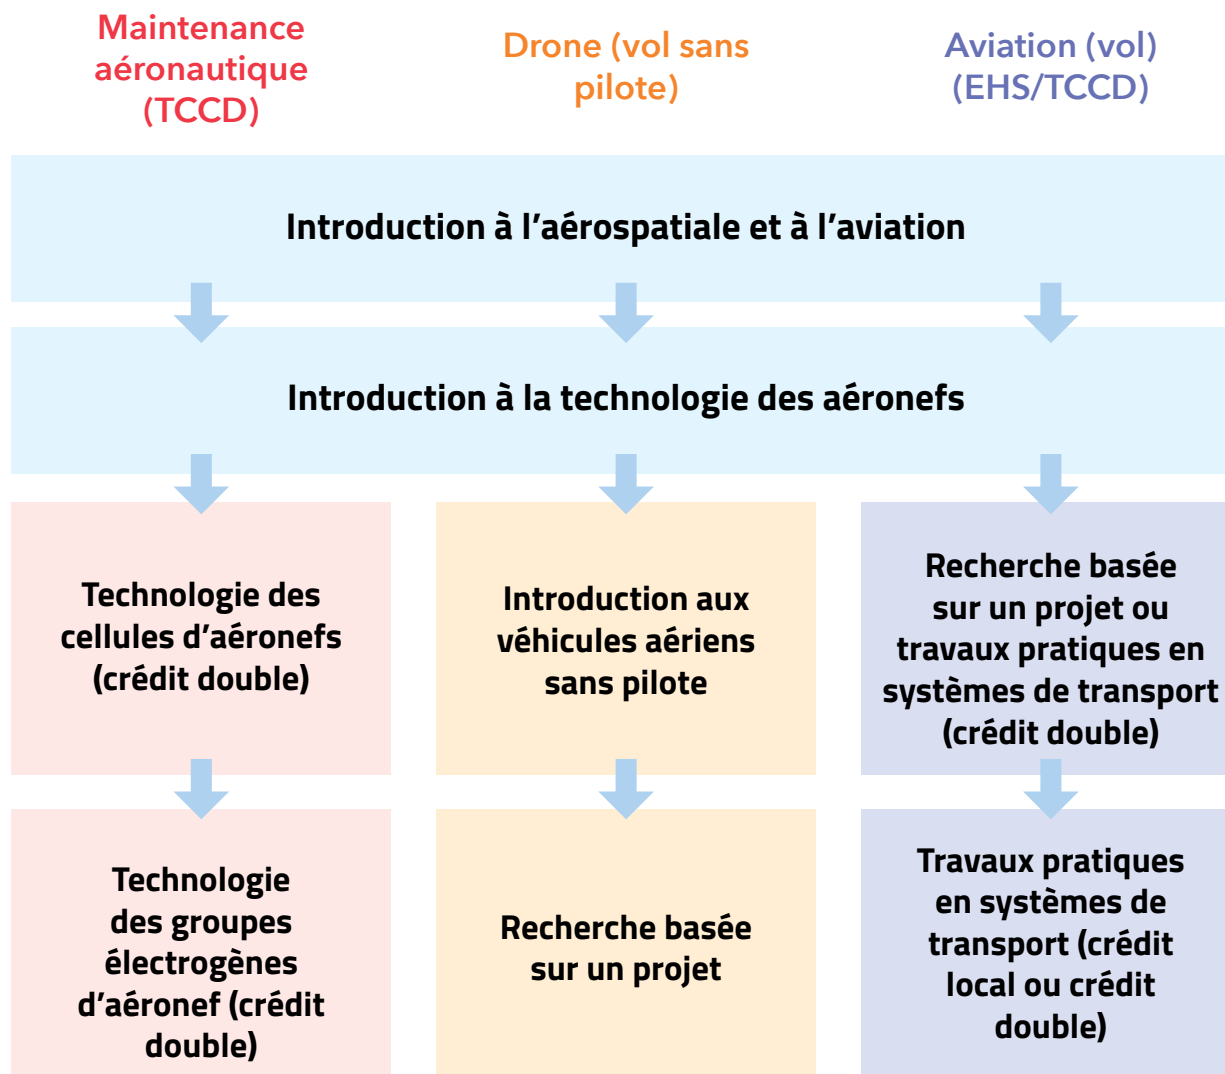 Maintenance
aéronautique
(TCCD)
Drone (vol sans
pilote)
Aviation (vol)
(EHS/TCCD)
Introduction à l’aérospatiale et à l’aviation
Introduction à la technologie des aéronefs
Technologie des
cellules d’aéronefs
(crédit double)
Introduction aux
véhicules aériens
sans pilote
Recherche basée
sur un projet ou
travaux pratiques en
systèmes de transport
(crédit double)
Technologie
des groupes
électrogènes
d’aéronef (crédit
double)
Recherche basée
sur un projet
Travaux pratiques
en systèmes de
transport (crédit
local ou crédit
double)